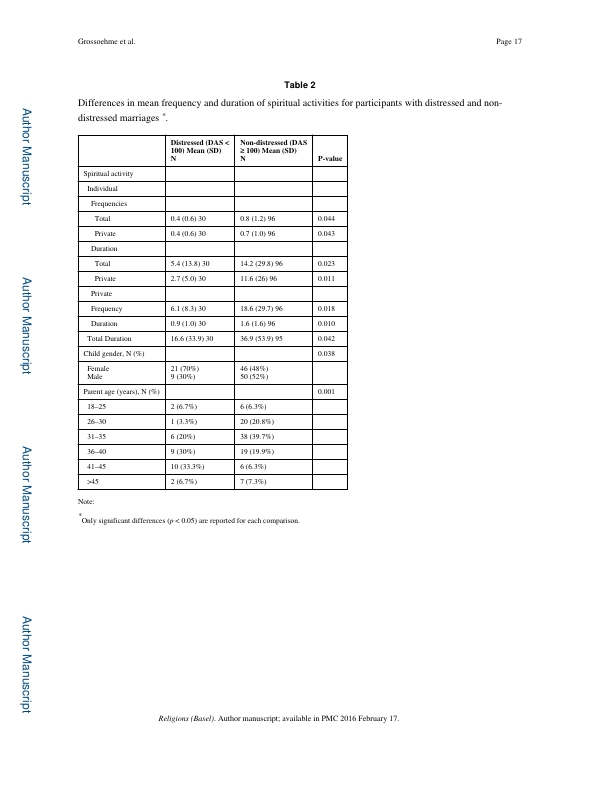 Grossoehme et al.
Page 17
Author Manuscript
Author Manuscript
Author Manuscript
Author Manuscript
Table 2
Differences in mean frequency and duration of spiritual activities for participants with distressed and non-
distressed marriages *.
Distressed (DAS <
100) Mean (SD)
N
Non-distressed (DAS
≥ 100) Mean (SD)
N
P-value
Spiritual activity
Individual
Frequencies
Total 0.4 (0.6) 30 0.8 (1.2) 96 0.044
Private 0.4 (0.6) 30 0.7 (1.0) 96 0.043
Duration
Total 5.4 (13.8) 30 14.2 (29.8) 96 0.023
Private 2.7 (5.0) 30 11.6 (26) 96 0.011
Private
Frequency 6.1 (8.3) 30 18.6 (29.7) 96 0.018
Duration 0.9 (1.0) 30 1.6 (1.6) 96 0.010
Total Duration 16.6 (33.9) 30 36.9 (53.9) 95 0.042
Child gender, N (%) 0.038
Female 21 (70%) 46 (48%)
Male 9 (30%) 50 (52%)
Parent age (years), N (%) 0.001
18–25 2 (6.7%) 6 (6.3%)
26–30 1 (3.3%) 20 (20.8%)
31–35 6 (20%) 38 (39.7%)
36–40 9 (30%) 19 (19.9%)
41–45 10 (33.3%) 6 (6.3%)
>45 2 (6.7%) 7 (7.3%)
Note:
*Only significant differences (p < 0.05) are reported for each comparison.
Religions (Basel). Author manuscript; available in PMC 2016 February 17.